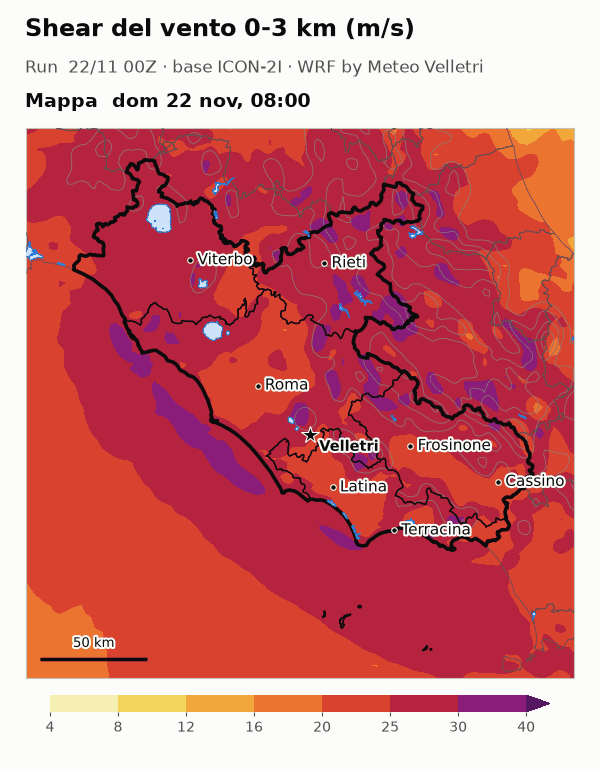 Shear del vento 0-3 km (m/s)
Run  22/11 00Z · base ICON-2I · WRF by Meteo Velletri
Mappa  dom 22 nov, 08:00
Viterbo
Rieti
Roma
Velletri
Frosinone
Latina
Cassino
Terracina
50 km
4 8 12 16 20 25 30 40